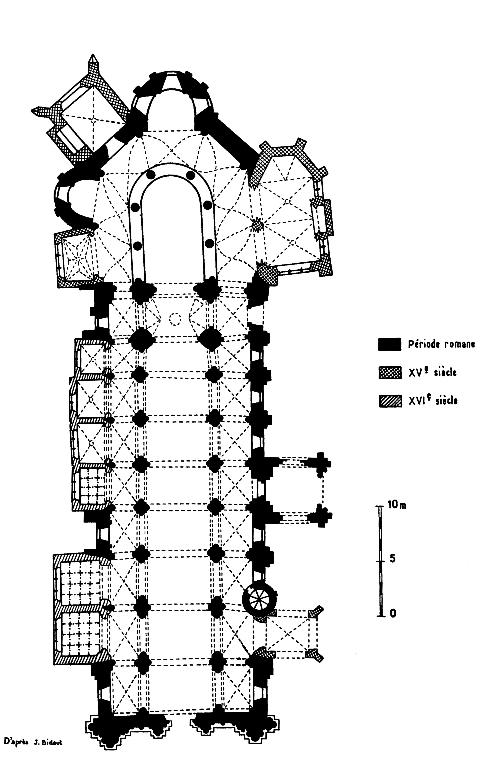 Période romane
XVe siècle
XVIe siècle
10m
5
0
D'après J. Bidaut